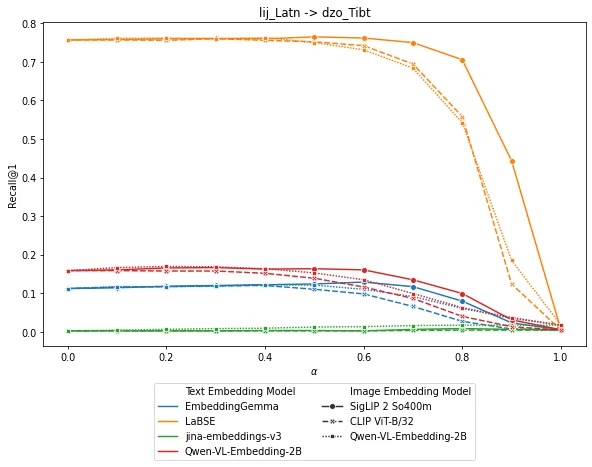 lij_Latn -> dzo_Tibt
Recall@1
0.8
0.7
0.6
0.5
0.4
0.3
0.2
0.1
0.0
0.0 0.2 0.4 0.6 0.8 1.0
α
Text Embedding Model Image Embedding Model
EmbeddingGemma SigLIP 2 So400m
LaBSE CLIP ViT-B/32
jina-embeddings-v3 Qwen-VL-Embedding-2B
Qwen-VL-Embedding-2B